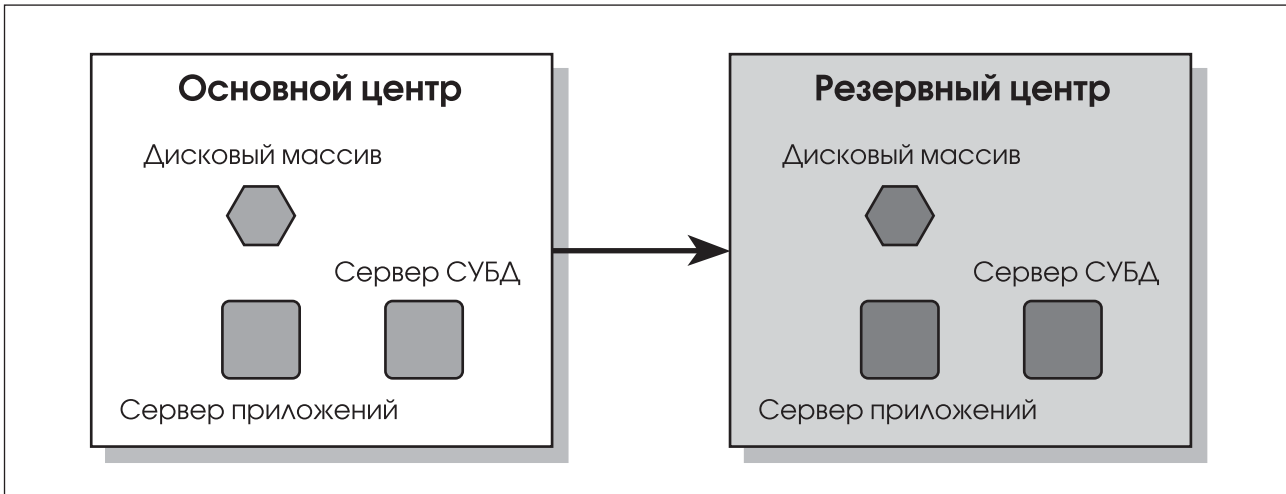 Основной центр
Дисковый массив
Сервер СУБД
Сервер приложений
Резервный центр
Дисковый массив
Сервер СУБД
Сервер приложений